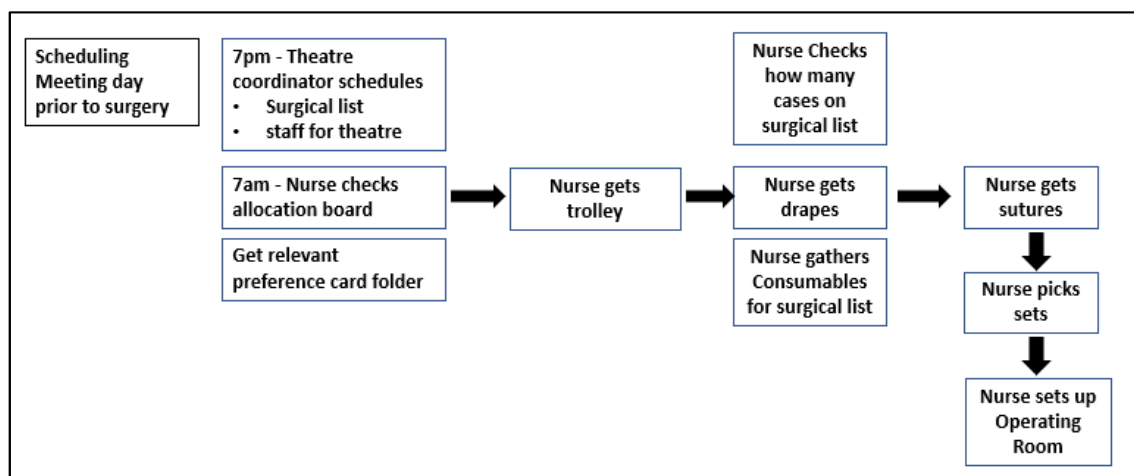 Scheduling
Meeting day
prior to surgery
7pm - Theatre
coordinator schedules
• Surgical list
• staff for theatre
7am - Nurse checks
allocation board
Get relevant
preference card folder
Nurse gets
trolley
Nurse Checks
how many
cases on
surgical list
Nurse gets
drapes
Nurse gathers
Consumables
for surgical list
Nurse gets
sutures
Nurse picks
sets
Nurse sets up
Operating
Room